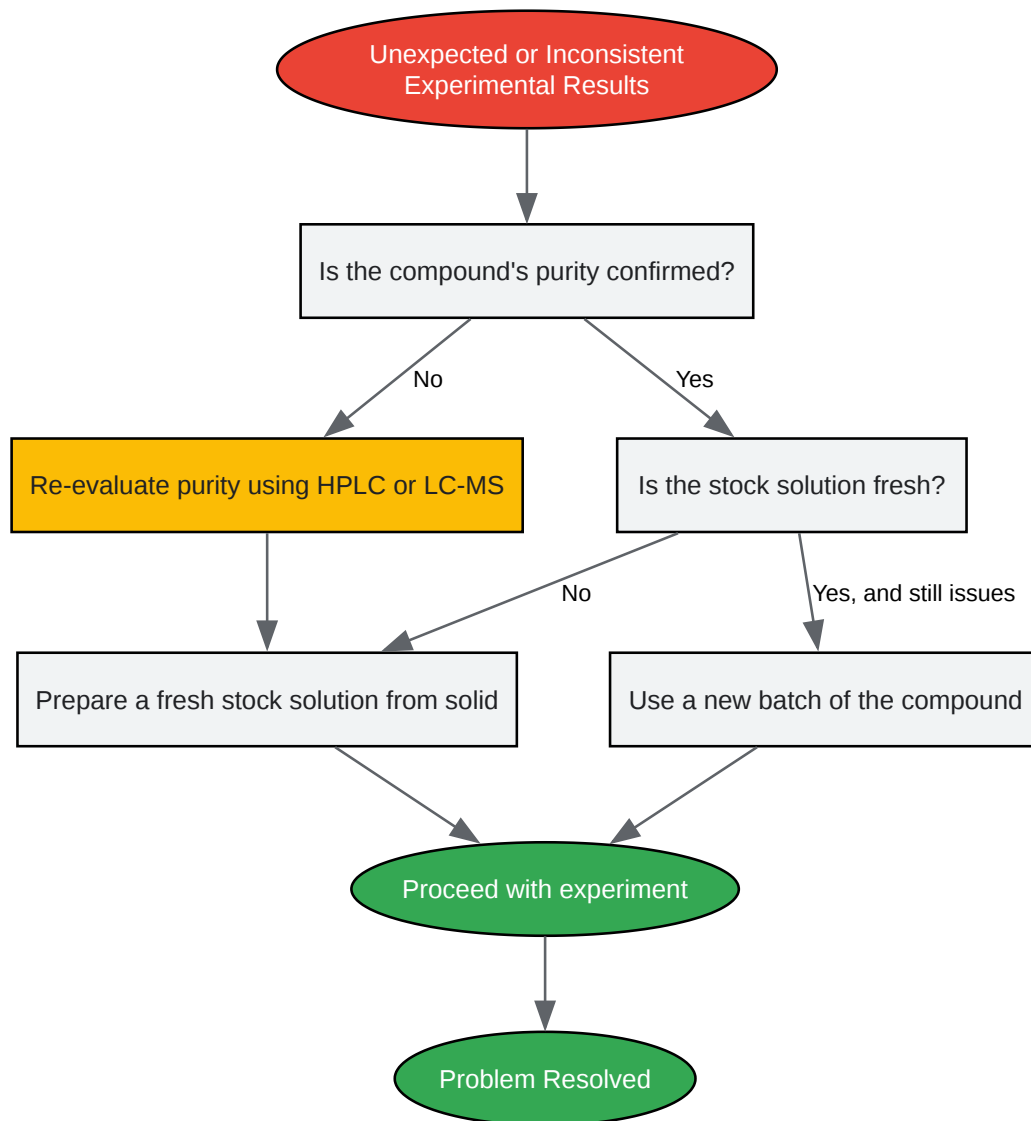 Unexpected or Inconsistent
Experimental Results
Is the compound's purity confirmed?
No
Yes
Re-evaluate purity using HPLC or LC-MS
Is the stock solution fresh?
No
Yes, and still issues
Prepare a fresh stock solution from solid
Use a new batch of the compound
Proceed with experiment
Problem Resolved